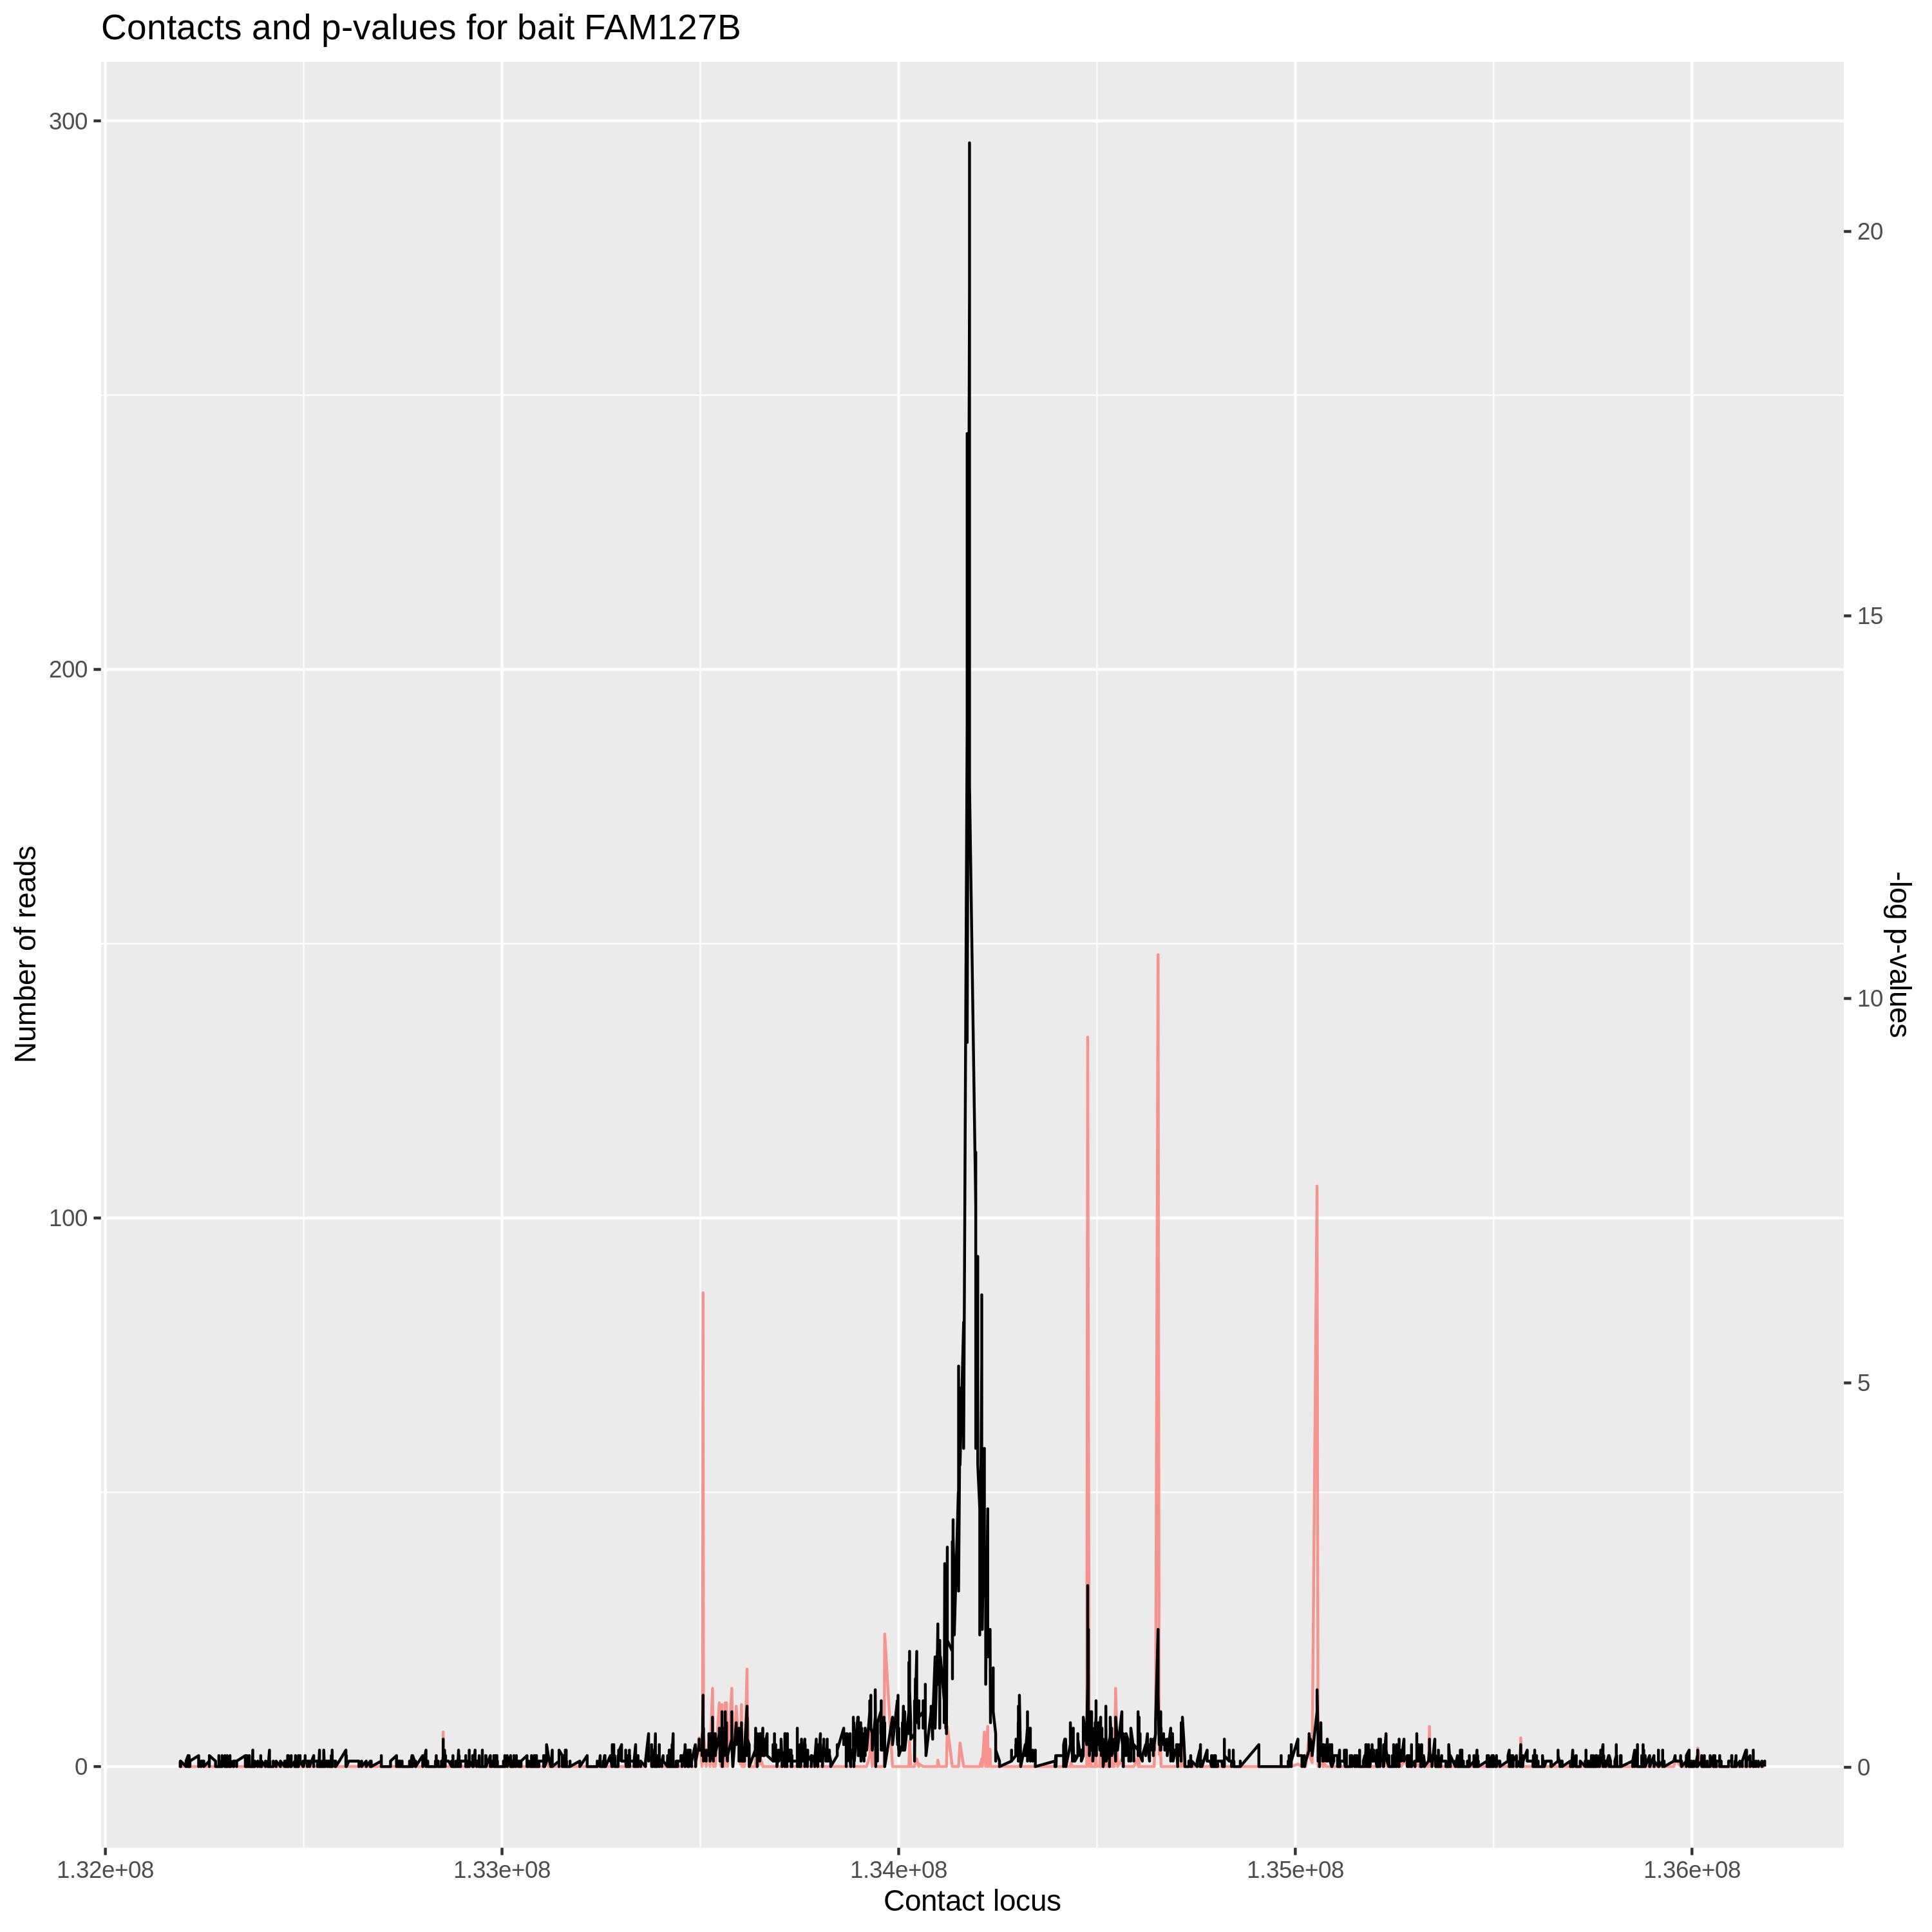 Contacts and p-values for bait FAM127B
300
200
100
0
Number of reads
20
15
10
5
0
-log p-values
1.32e+08
1.33e+08
1.34e+08
1.35e+08
1.36e+08
Contact locus